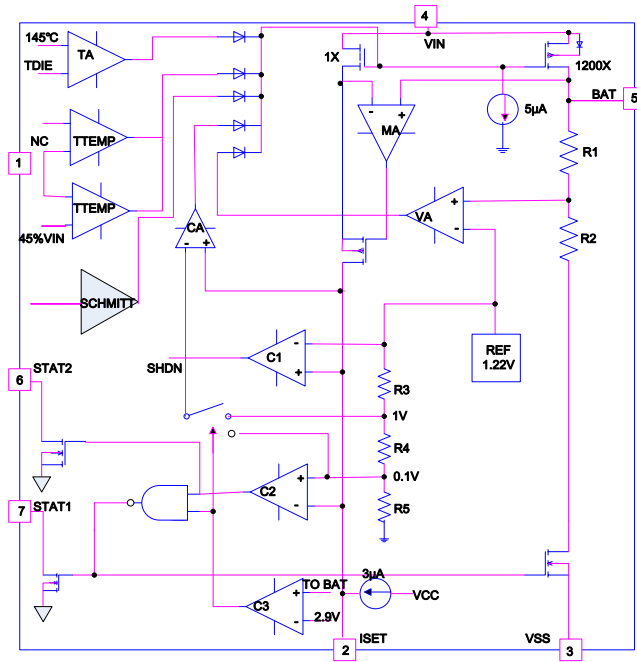 4
145℃
TA
VIN
1X
1200X
TDIE
BAT
5
- +
5μA
MA
NC
TTEMP
R1
1
TTEMP
CA
VA
+
-
R2
45%VIN
- +
SCHMITT
REF
1.22V
-
C1
+
SHDN
R3
STAT2
6
1V
R4
+
C2
-
0.1V
STAT1
7
R5
3μA
TO BAT
+
C3
-
2.9V
VCC
ISET
VSS
2
3